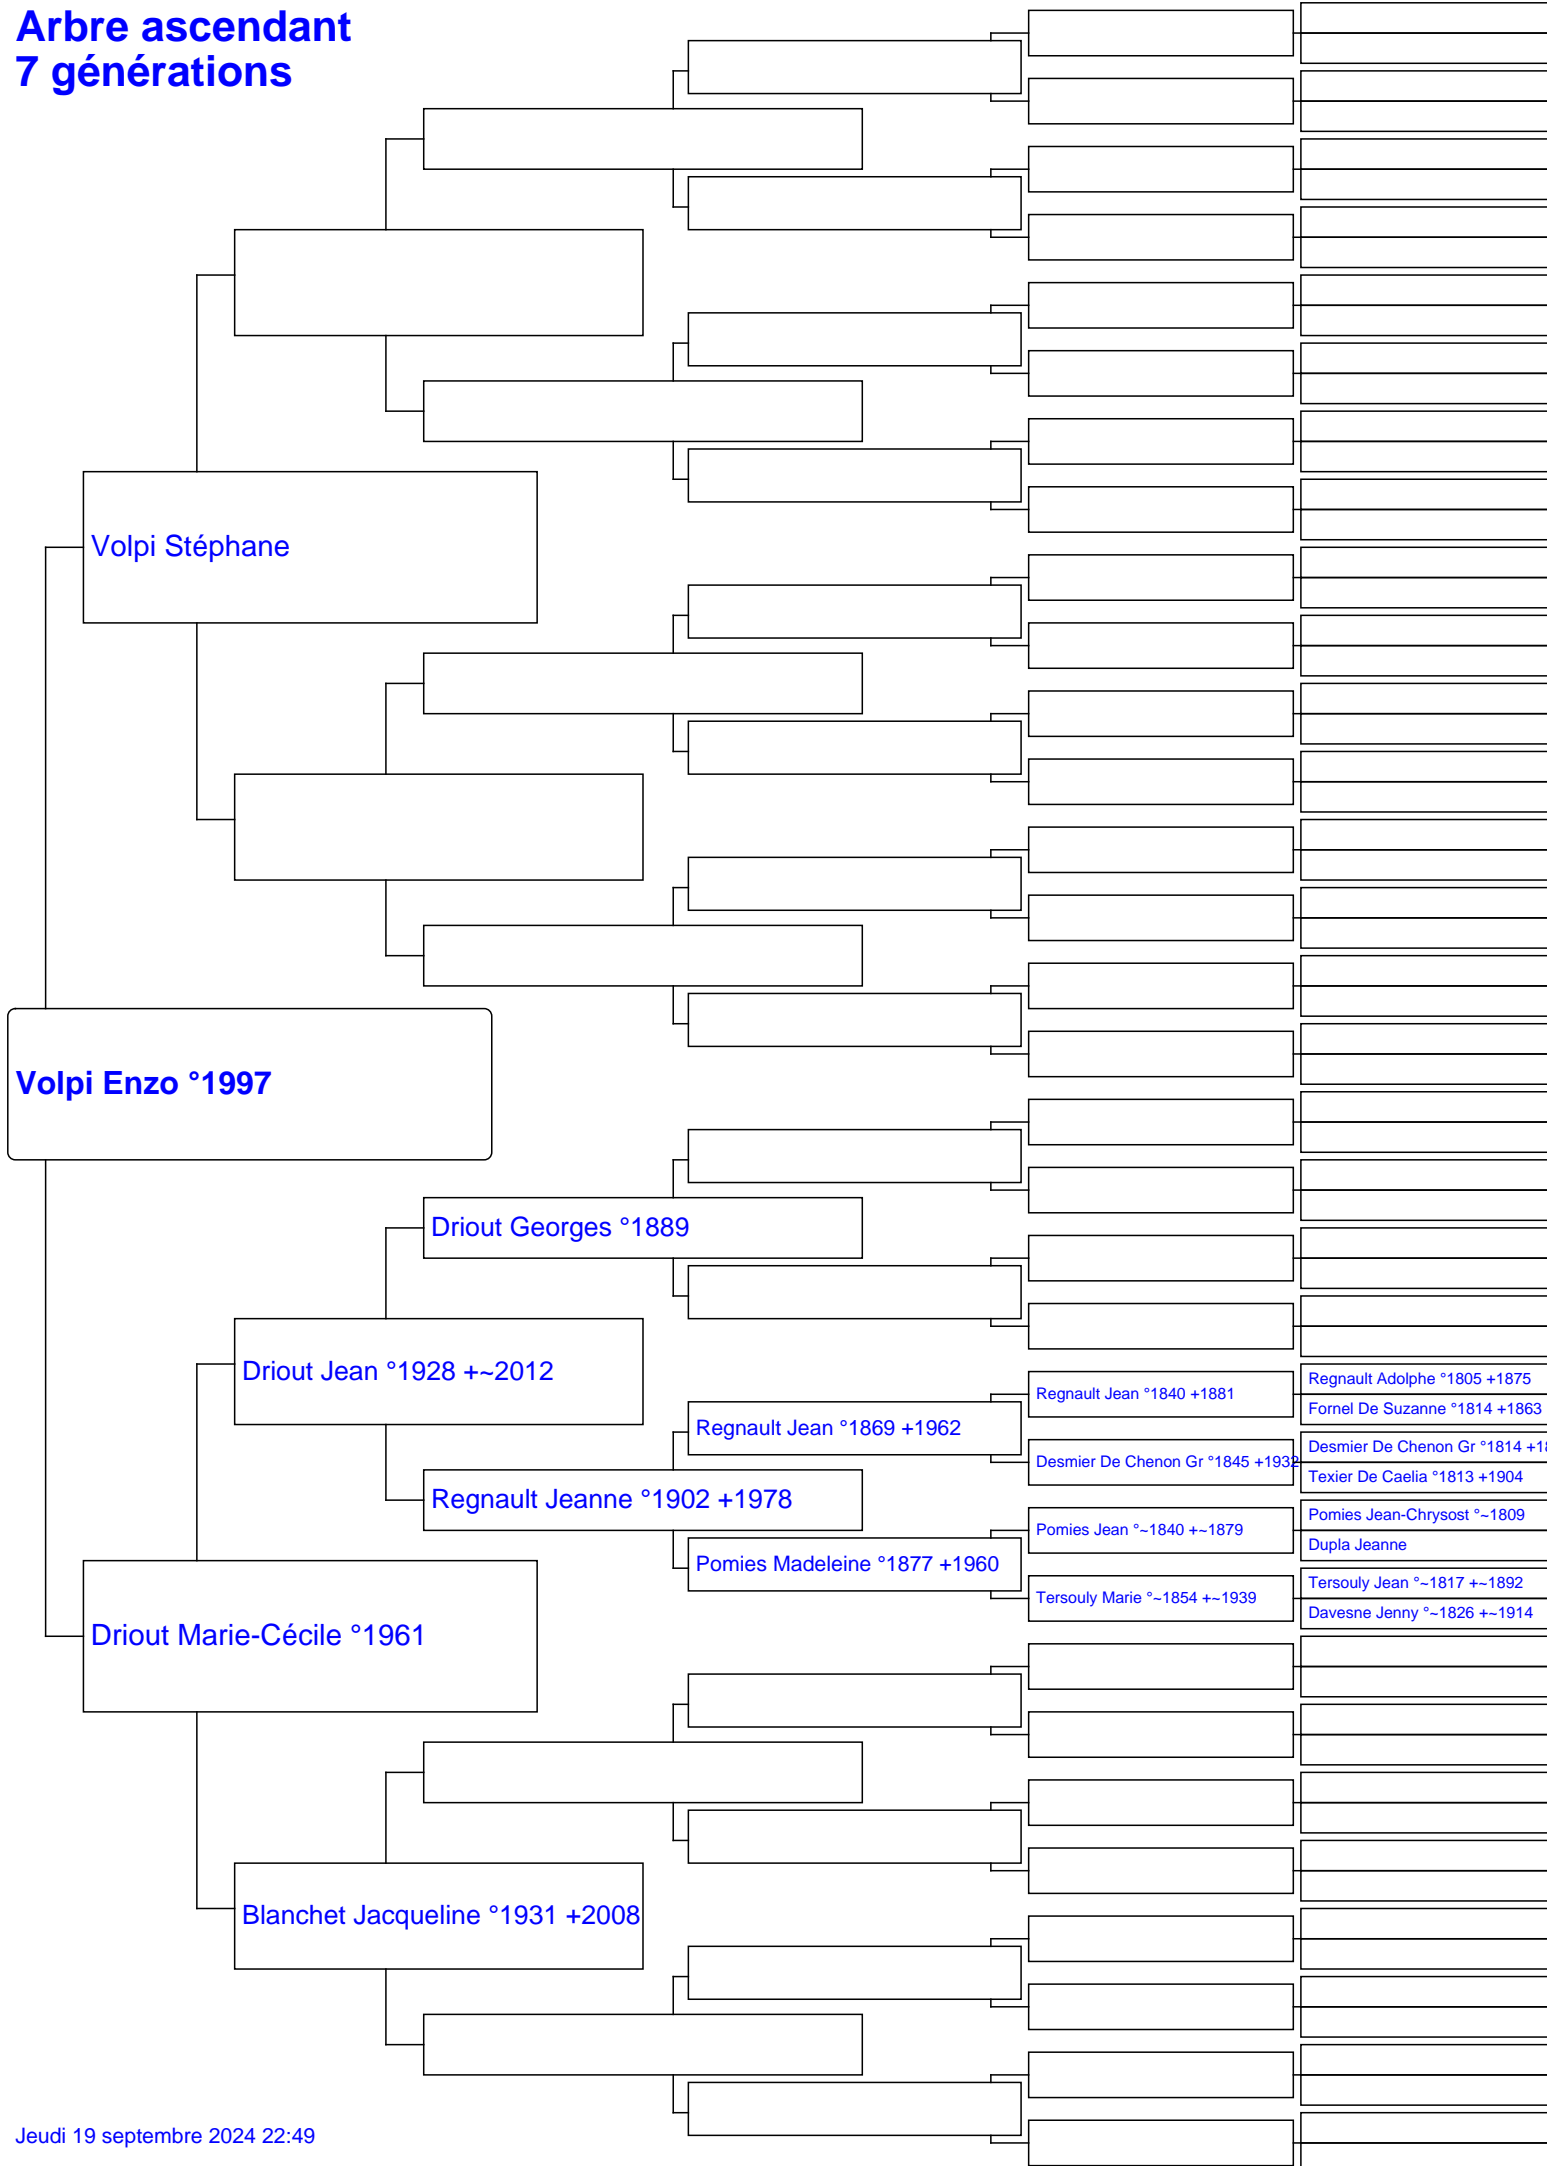 Arbre ascendant
7 générations
Volpi Stéphane
Volpi Enzo °1997
Driout Georges °1889
Driout Jean °1928 +~2012
Regnault Jean °1840 +1881
Regnault Adolphe °1805 +1875
Fornel De Suzanne °1814 +1863
Regnault Jean °1869 +1962
Desmier De Chenon Gr °1845 +1932
Desmier De Chenon Gr °1814 +18
Texier De Caelia °1813 +1904
Regnault Jeanne °1902 +1978
Pomies Jean °~1840 +~1879
Pomies Jean-Chrysost °~1809
Dupla Jeanne
Pomies Madeleine °1877 +1960
Tersouly Marie °~1854 +~1939
Tersouly Jean °~1817 +~1892
Davesne Jenny °~1826 +~1914
Driout Marie-Cécile °1961
Blanchet Jacqueline °1931 +2008
Jeudi 19 septembre 2024 22:49